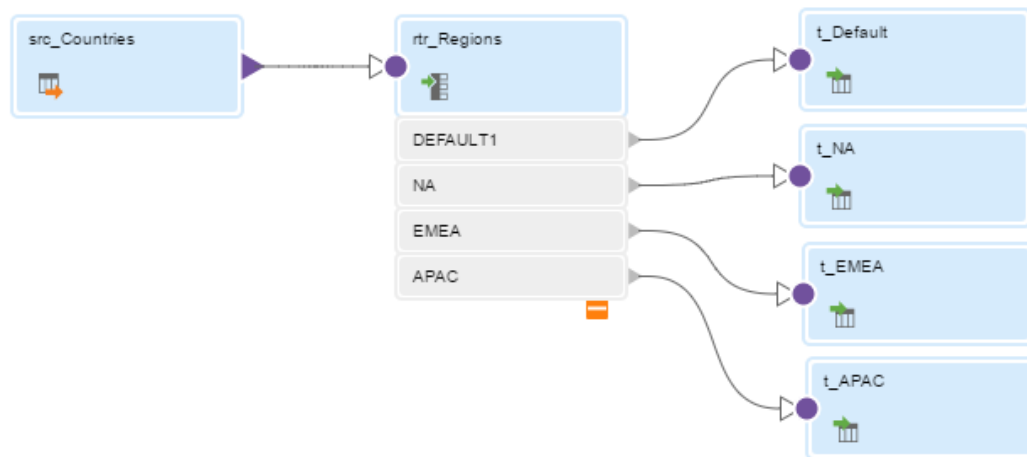 src_Countries
rtr_Regions
DEFAULT1
NA
EMEA
APAC
t_Default
t_NA
t_EMEA
t_APAC